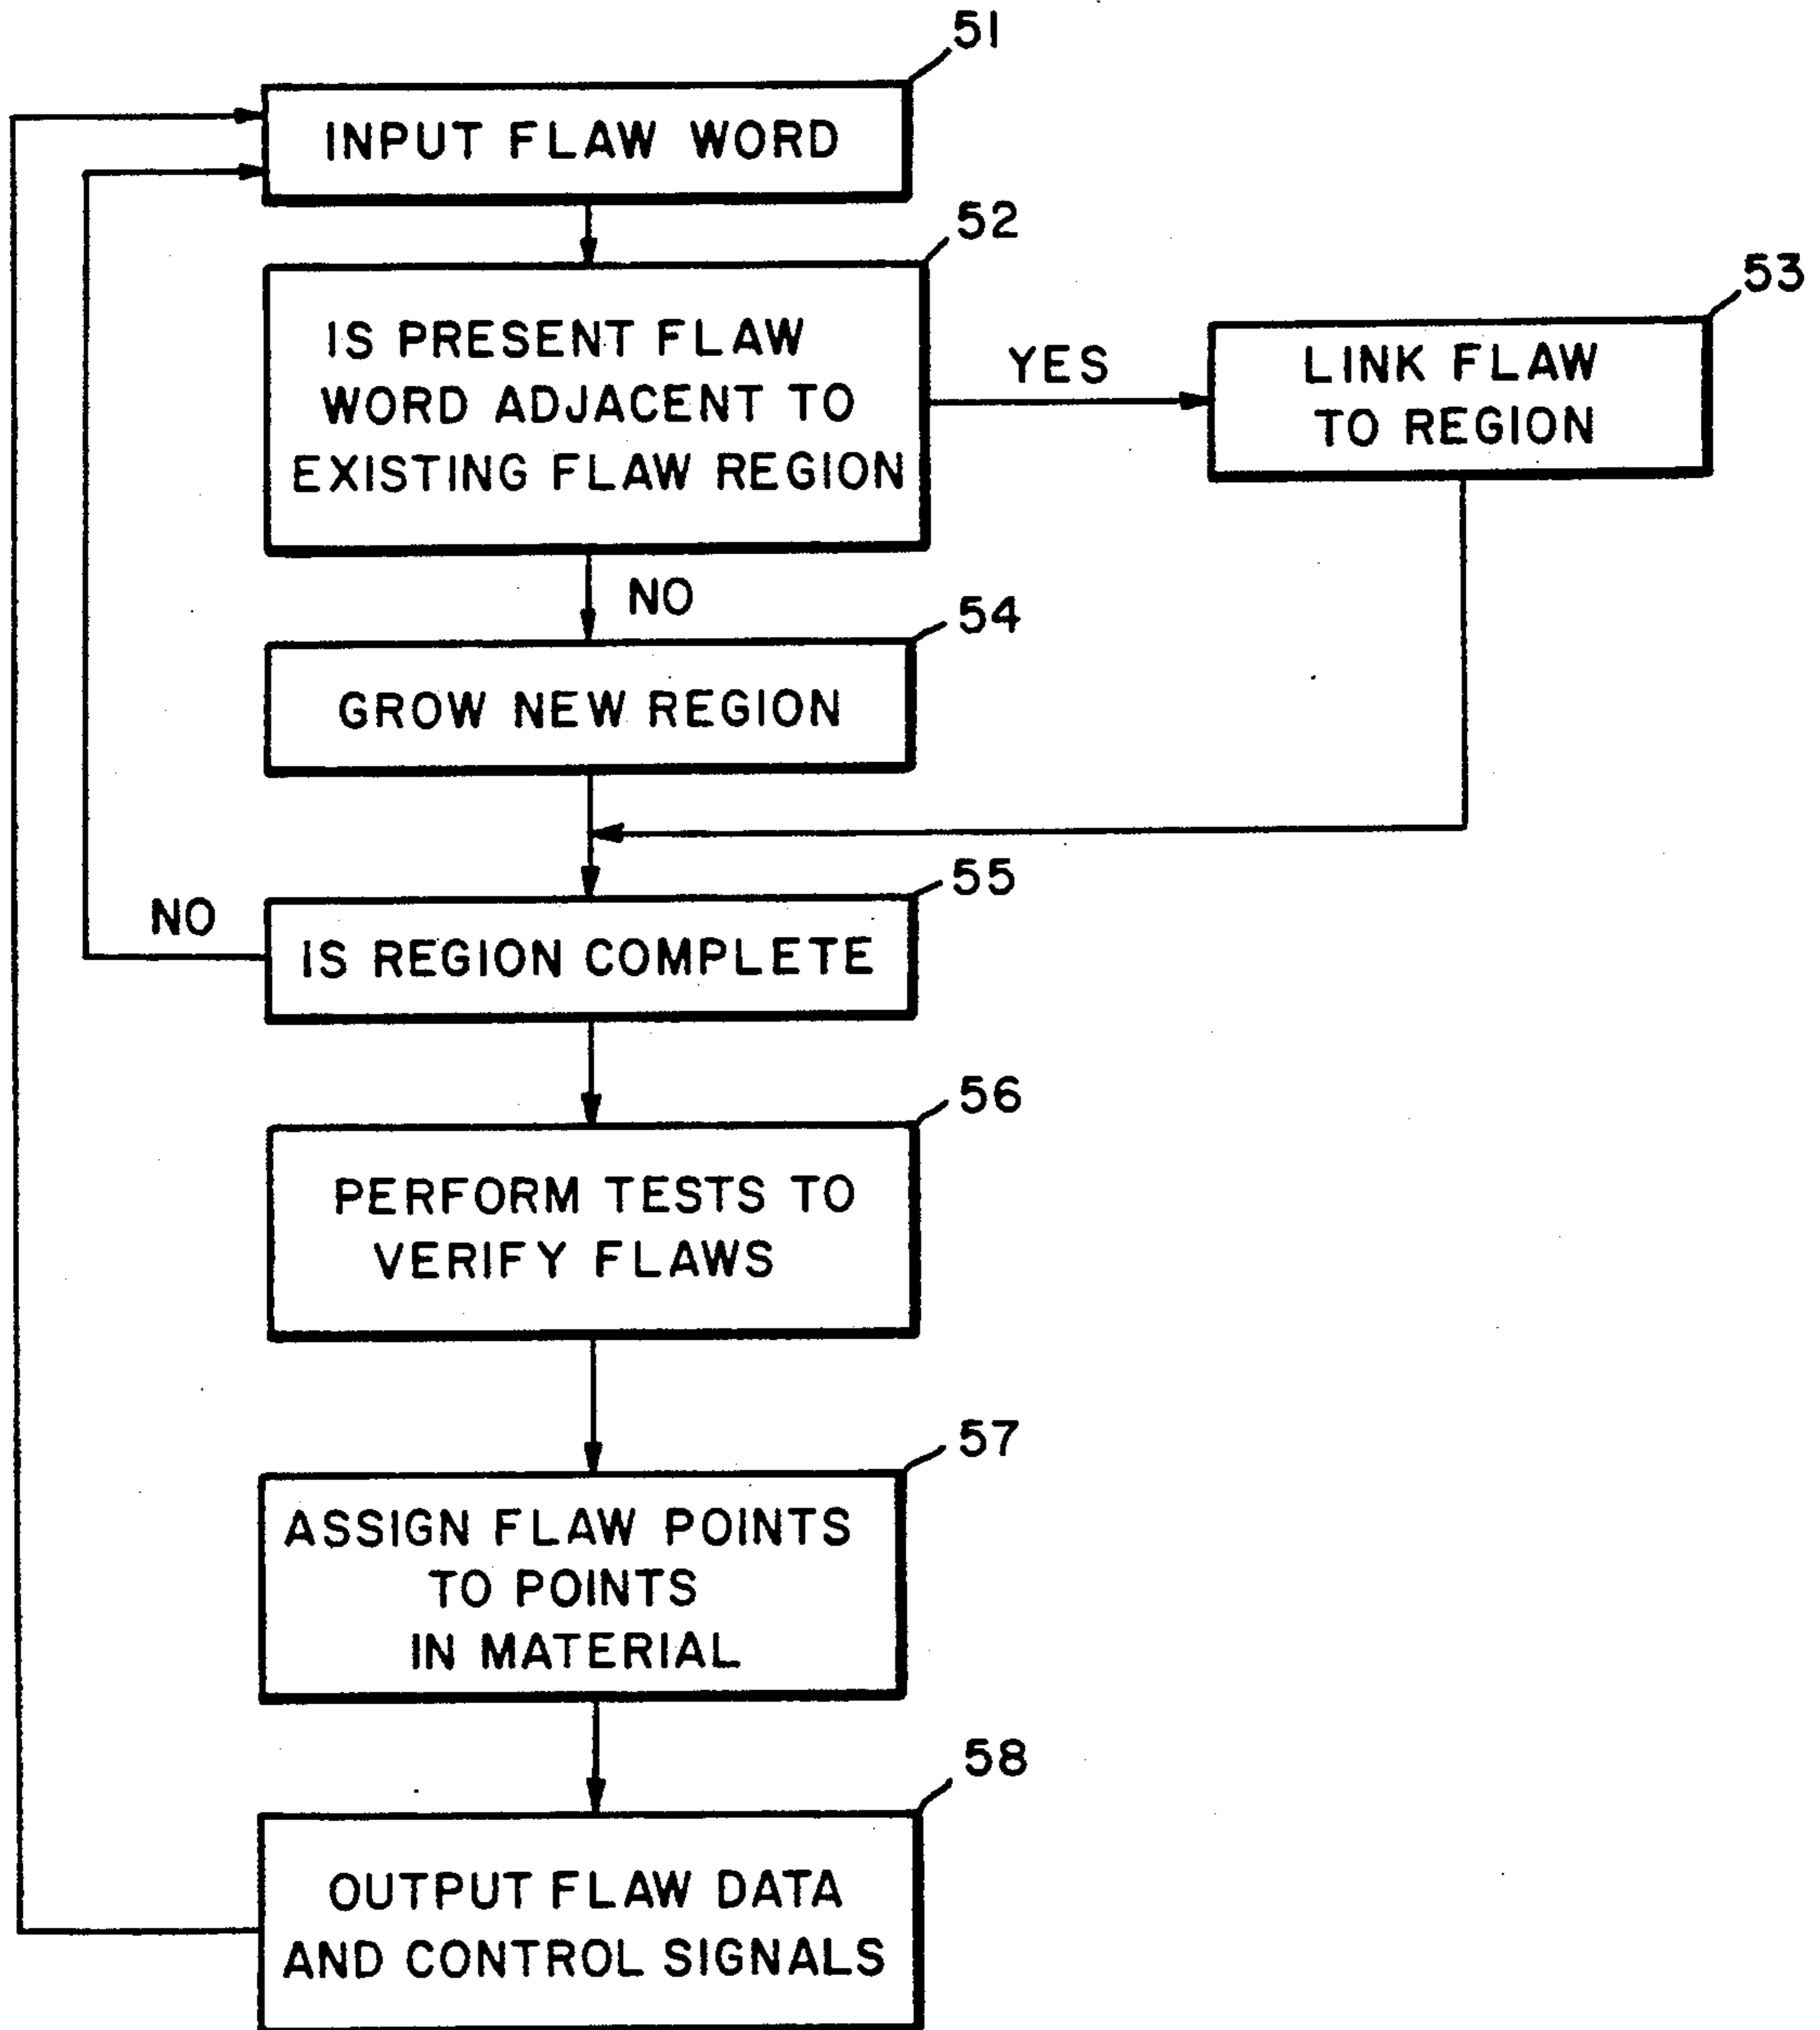 51
INPUT FLAW WORD
52
IS PRESENT FLAW
WORD ADJACENT TO
EXISTING FLAW REGION
YES
53
LINK FLAW
TO REGION
NO
54
GROW NEW REGION
55
NO
IS REGION COMPLETE
56
PERFORM TESTS TO
VERIFY FLAWS
57
ASSIGN FLAW POINTS
TO POINTS
IN MATERIAL
58
OUTPUT FLAW DATA
AND CONTROL SIGNALS